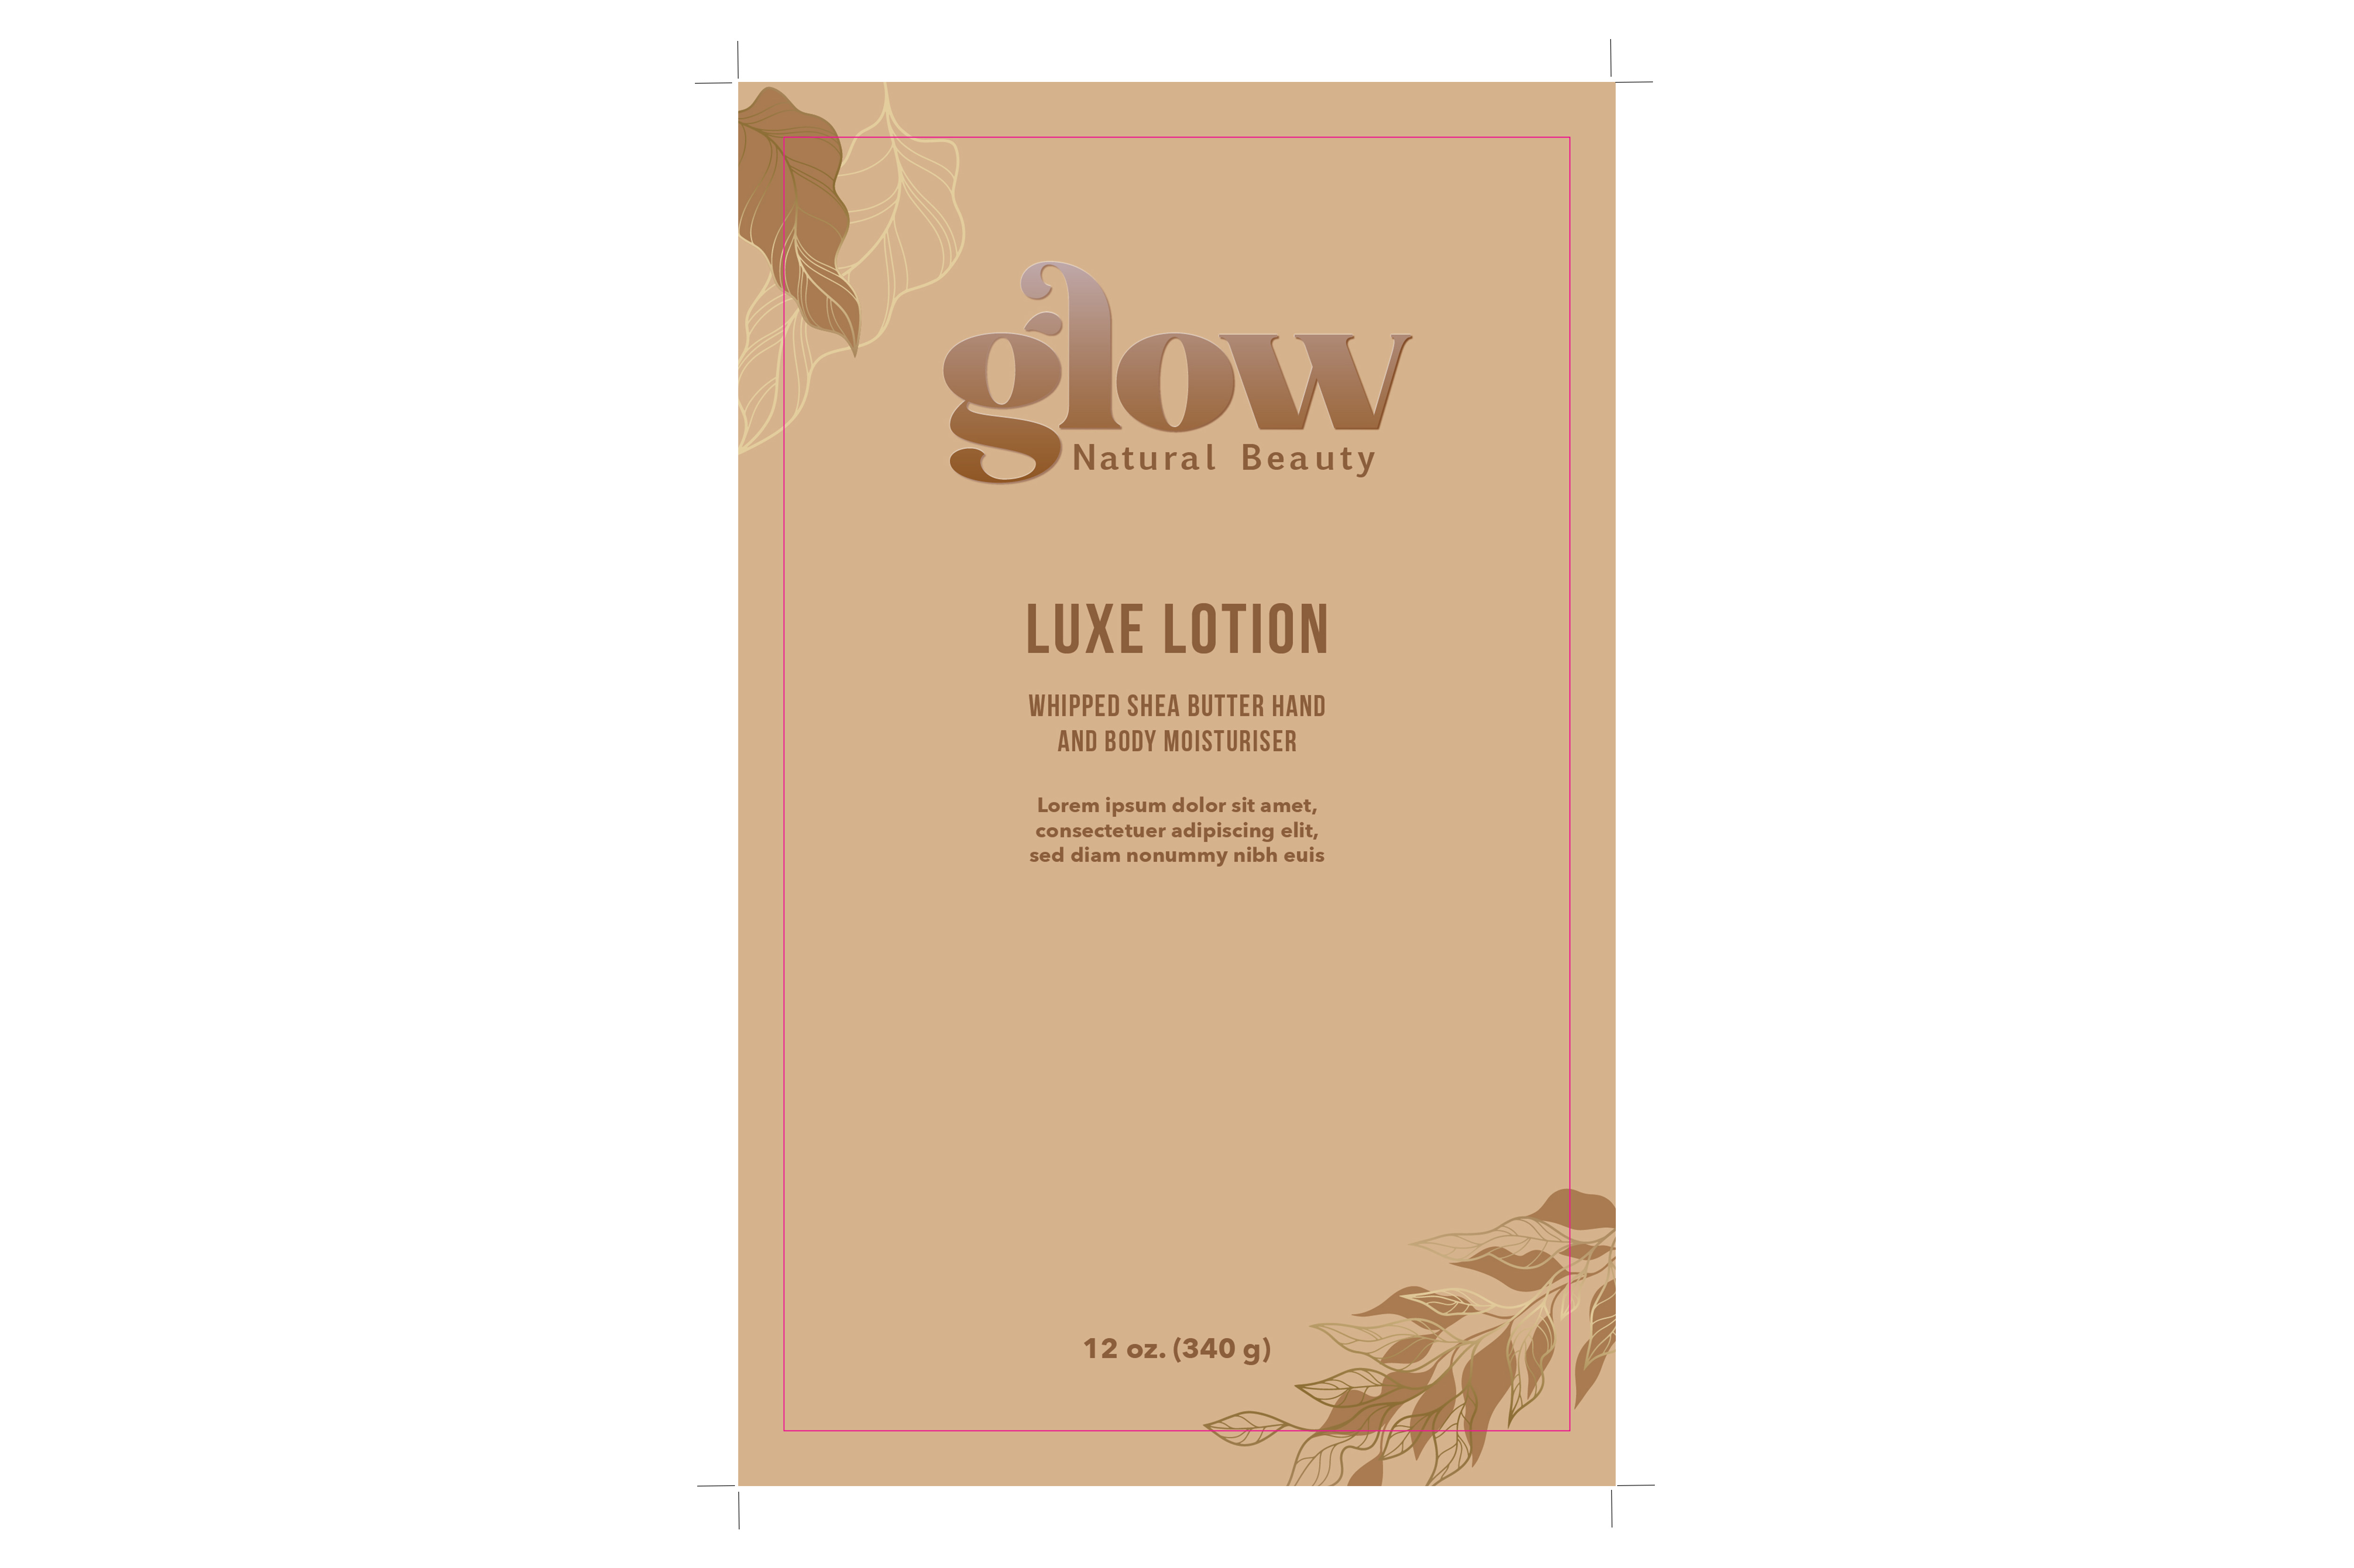 glow
Natural Beauty
LUXE LOTION
WHIPPED SHEA BUTTER HAND
AND BODY MOISTURISER
Lorem ipsum dolor sit amet,
consectetuer adipiscing elit,
sed diam nonummy nibh euis
12 oz. (340 g)